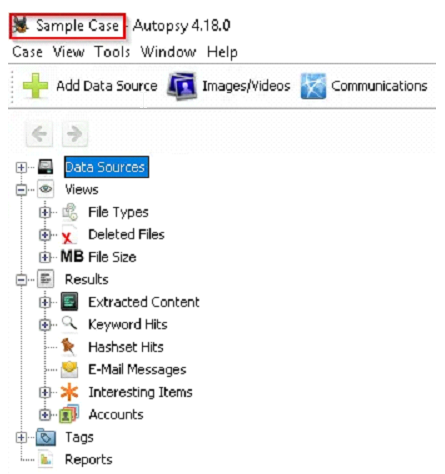 Sample Case - Autopsy 4.18.0
Case View Tools Window Help
Add Data Source Images/Videos Communications
Data Sources
Views
File Types
Deleted Files
MB File Size
Results
Extracted Content
Keyword Hits
Hashset Hits
E-Mail Messages
Interesting Items
Accounts
Tags
Reports